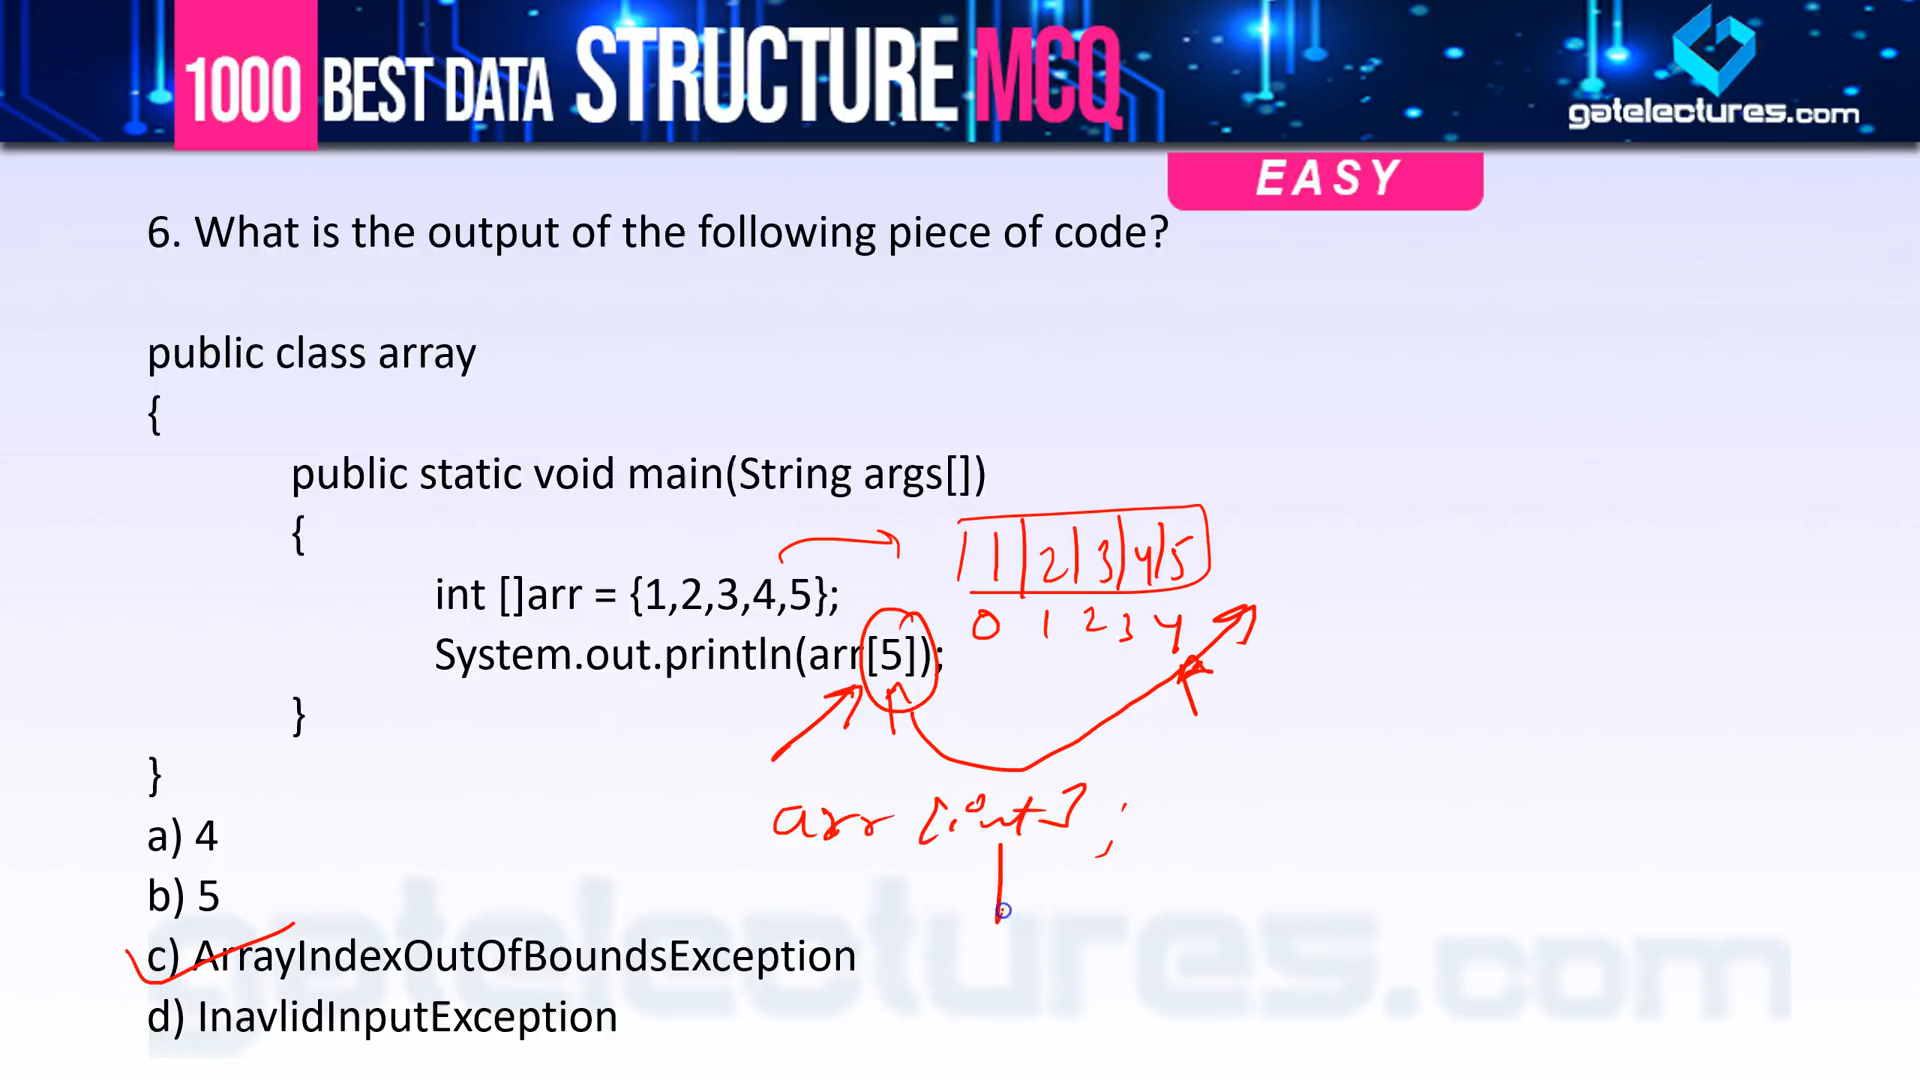 1000 BEST DATA STRUCTURE MCQ
gatelectures.com
EASY
6. What is the output of the following piece of code?
public class array
{
public static void main(String args[])
{
int []arr = {1,2,3,4,5};
System.out.println(arr[5]);
}
}
1 2 3 4 5
0 1 2 3 4
arr [int] ;
a) 4
b) 5
c) ArrayIndexOutOfBoundsException
d) InavlidInputException
gatelectures.com